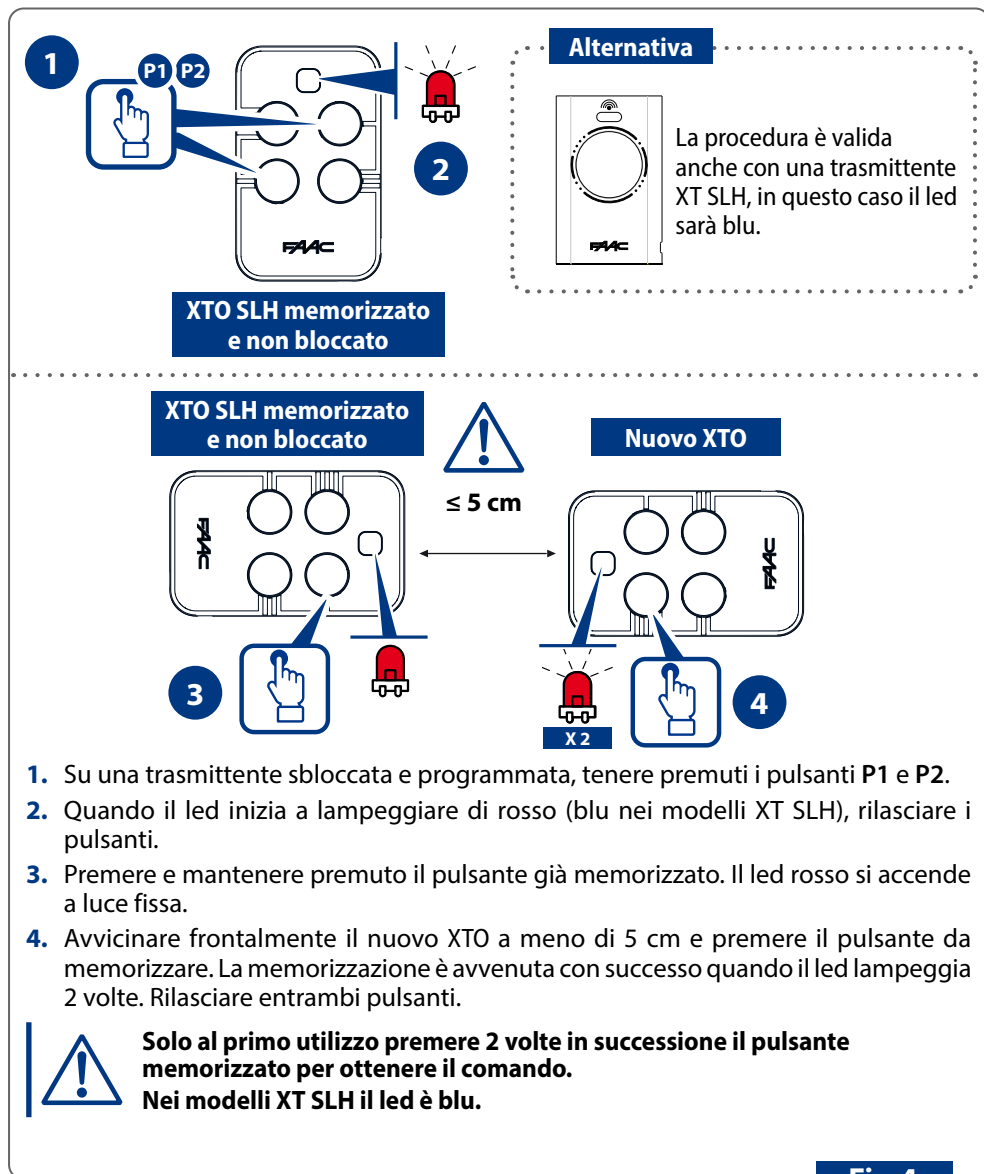 1
P1 P2
2
FAAC
XTO SLH memorizzato
e non bloccato
Alternativa
La procedura è valida
anche con una trasmittente
XT SLH, in questo caso il led
sarà blu.
FAAC
XTO SLH memorizzato
e non bloccato
≤ 5 cm
Nuovo XTO
FAAC
FAAC
3
X 2
4
1. Su una trasmittente sbloccata e programmata, tenere premuti i pulsanti P1 e P2.
2. Quando il led inizia a lampeggiare di rosso (blu nei modelli XT SLH), rilasciare i
pulsanti.
3. Premere e mantenere premuto il pulsante già memorizzato. Il led rosso si accende
a luce fissa.
4. Avvicinare frontalmente il nuovo XTO a meno di 5 cm e premere il pulsante da
memorizzare. La memorizzazione è avvenuta con successo quando il led lampeggia
2 volte. Rilasciare entrambi pulsanti.
Solo al primo utilizzo premere 2 volte in successione il pulsante
memorizzato per ottenere il comando.
Nei modelli XT SLH il led è blu.